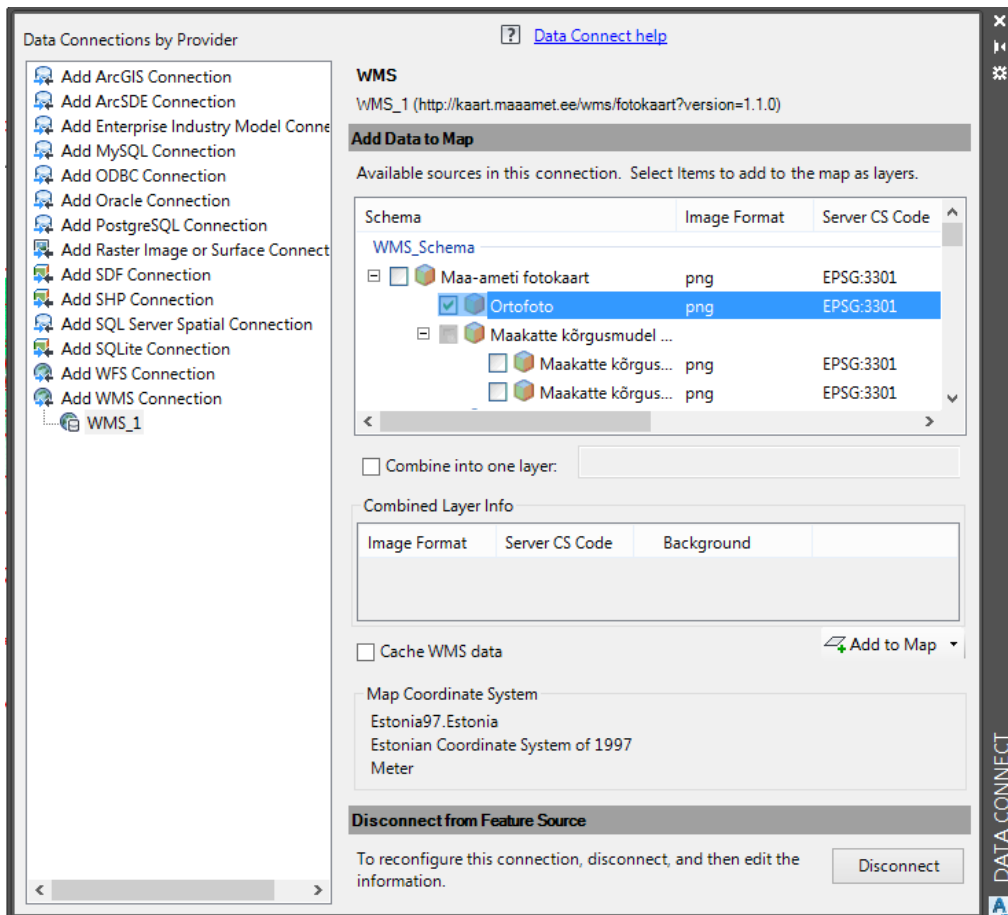 Data Connections by Provider
Add ArcGIS Connection
Add ArcSDE Connection
Add Enterprise Industry Model Conne
Add MySQL Connection
Add ODBC Connection
Add Oracle Connection
Add PostgreSQL Connection
Add Raster Image or Surface Connect
Add SDF Connection
Add SHP Connection
Add SQL Server Spatial Connection
Add SQLite Connection
Add WFS Connection
Add WMS Connection
WMS_1
? Data Connect help
WMS
WMS_1 (http://kaart.maaamet.ee/wms/fotokaart?version=1.1.0)
Add Data to Map
Available sources in this connection. Select Items to add to the map as layers.
Schema Image Format Server CS Code
WMS_Schema
Maa-ameti fotokaart png EPSG:3301
Ortofoto png EPSG:3301
Maakatte kõrgusmudel ...
Maakatte kõrgus... png EPSG:3301
Maakatte kõrgus... png EPSG:3301
Combine into one layer:
Combined Layer Info
Image Format Server CS Code Background
Cache WMS data
Add to Map
Map Coordinate System
Estonia97.Estonia
Estonian Coordinate System of 1997
Meter
Disconnect from Feature Source
To reconfigure this connection, disconnect, and then edit the
information.
Disconnect
DATA CONNECT